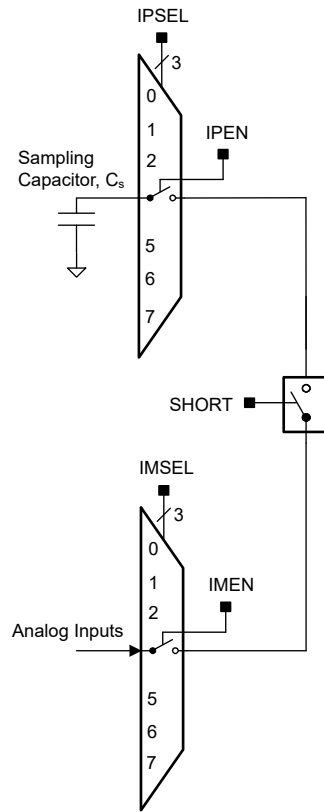 IPSEL
3
0
1
2
IPEN
Sampling
Capacitor, Cs
5
6
7
SHORT
IMSEL
3
0
1
2
IMEN
Analog Inputs
5
6
7